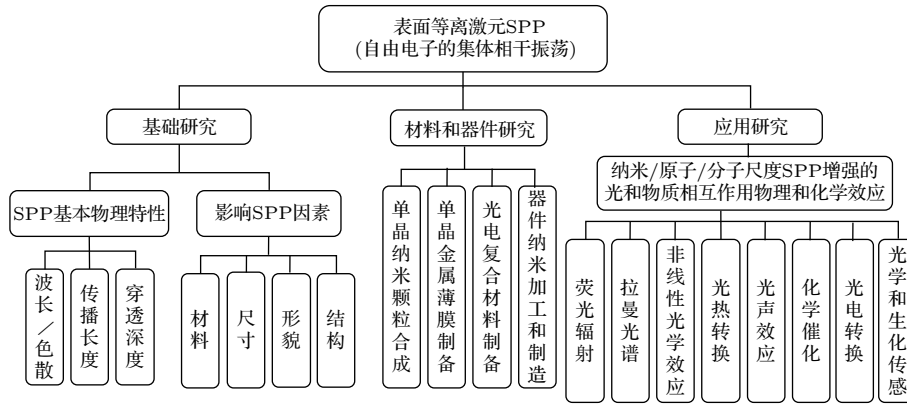 表面等离激元SPP
(自由电子的集体相干振荡)
基础研究
材料和器件研究
应用研究
纳米/原子/分子尺度SPP增强的
光和物质相互作用物理和化学效应
SPP基本物理特性
影响SPP因素
波长/色散
传播长度
穿透深度
材料
尺寸
形貌
结构
单晶纳米颗粒合成
单晶金属薄膜制备
光电复合材料制备
器件纳米加工和制造
荧光辐射
拉曼光谱
非线性光学效应
光热转换
光声效应
化学催化
光电转换
光学和生化传感